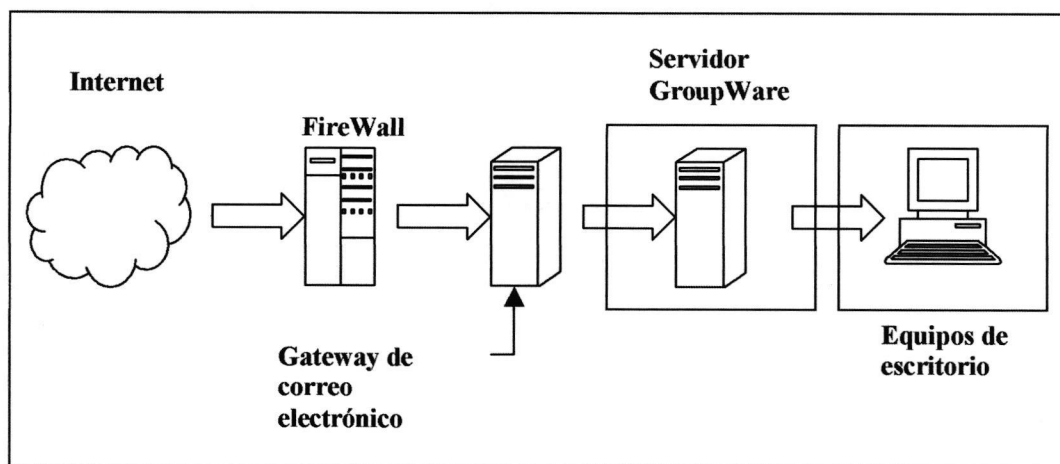 Internet
FireWall
Servidor
GroupWare
Gateway de
correo
electrónico
Equipos de
escritorio